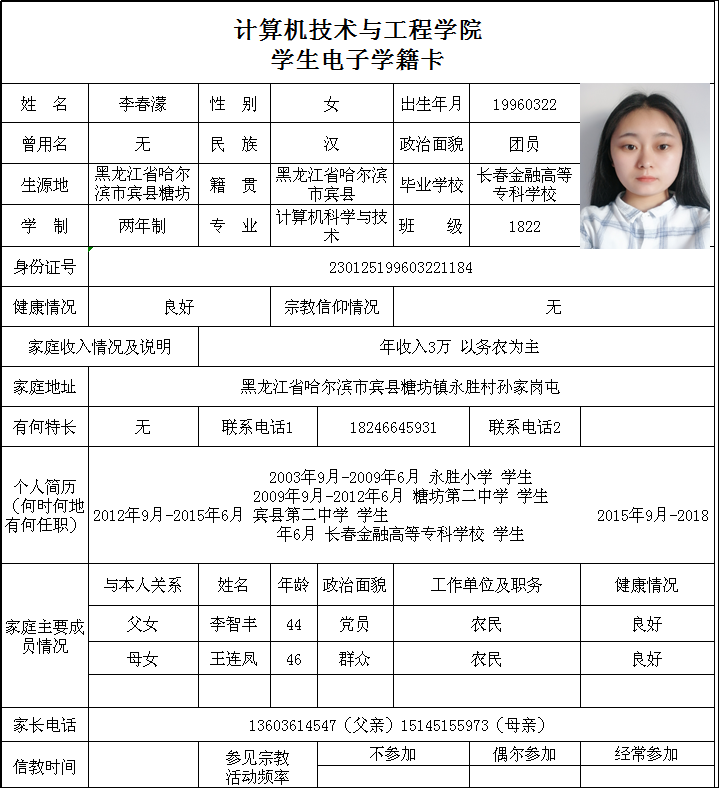 计算机技术与工程学院
学生电子学籍卡
姓 名 李春濛 性 别 女 出生年月 19960322
曾用名 无 民 族 汉 政治面貌 团员
生源地 黑龙江省哈尔滨市宾县糖坊 籍 贯 黑龙江省哈尔滨市宾县 毕业学校 长春金融高等专科学校
学 制 两年制 专 业 计算机科学与技术 班 级 1822
身份证号 230125199603221184
健康情况 良好 宗教信仰情况 无
家庭收入情况及说明 年收入3万 以务农为主
家庭地址 黑龙江省哈尔滨市宾县糖坊镇永胜村孙家岗屯
有何特长 无 联系电话1 18246645931 联系电话2
个人简历（何时何地有何任职）
2003年9月-2009年6月 永胜小学 学生
2009年9月-2012年6月 糖坊第二中学 学生
2012年9月-2015年6月 宾县第二中学 学生 2015年9月-2018
年6月 长春金融高等专科学校 学生
家庭主要成员情况
与本人关系 姓名 年龄 政治面貌 工作单位及职务 健康情况
父女 李智丰 44 党员 农民 良好
母女 王连凤 46 群众 农民 良好
家长电话 13603614547（父亲）15145155973（母亲）
信教时间 参见宗教活动频率 不参加 偶尔参加 经常参加